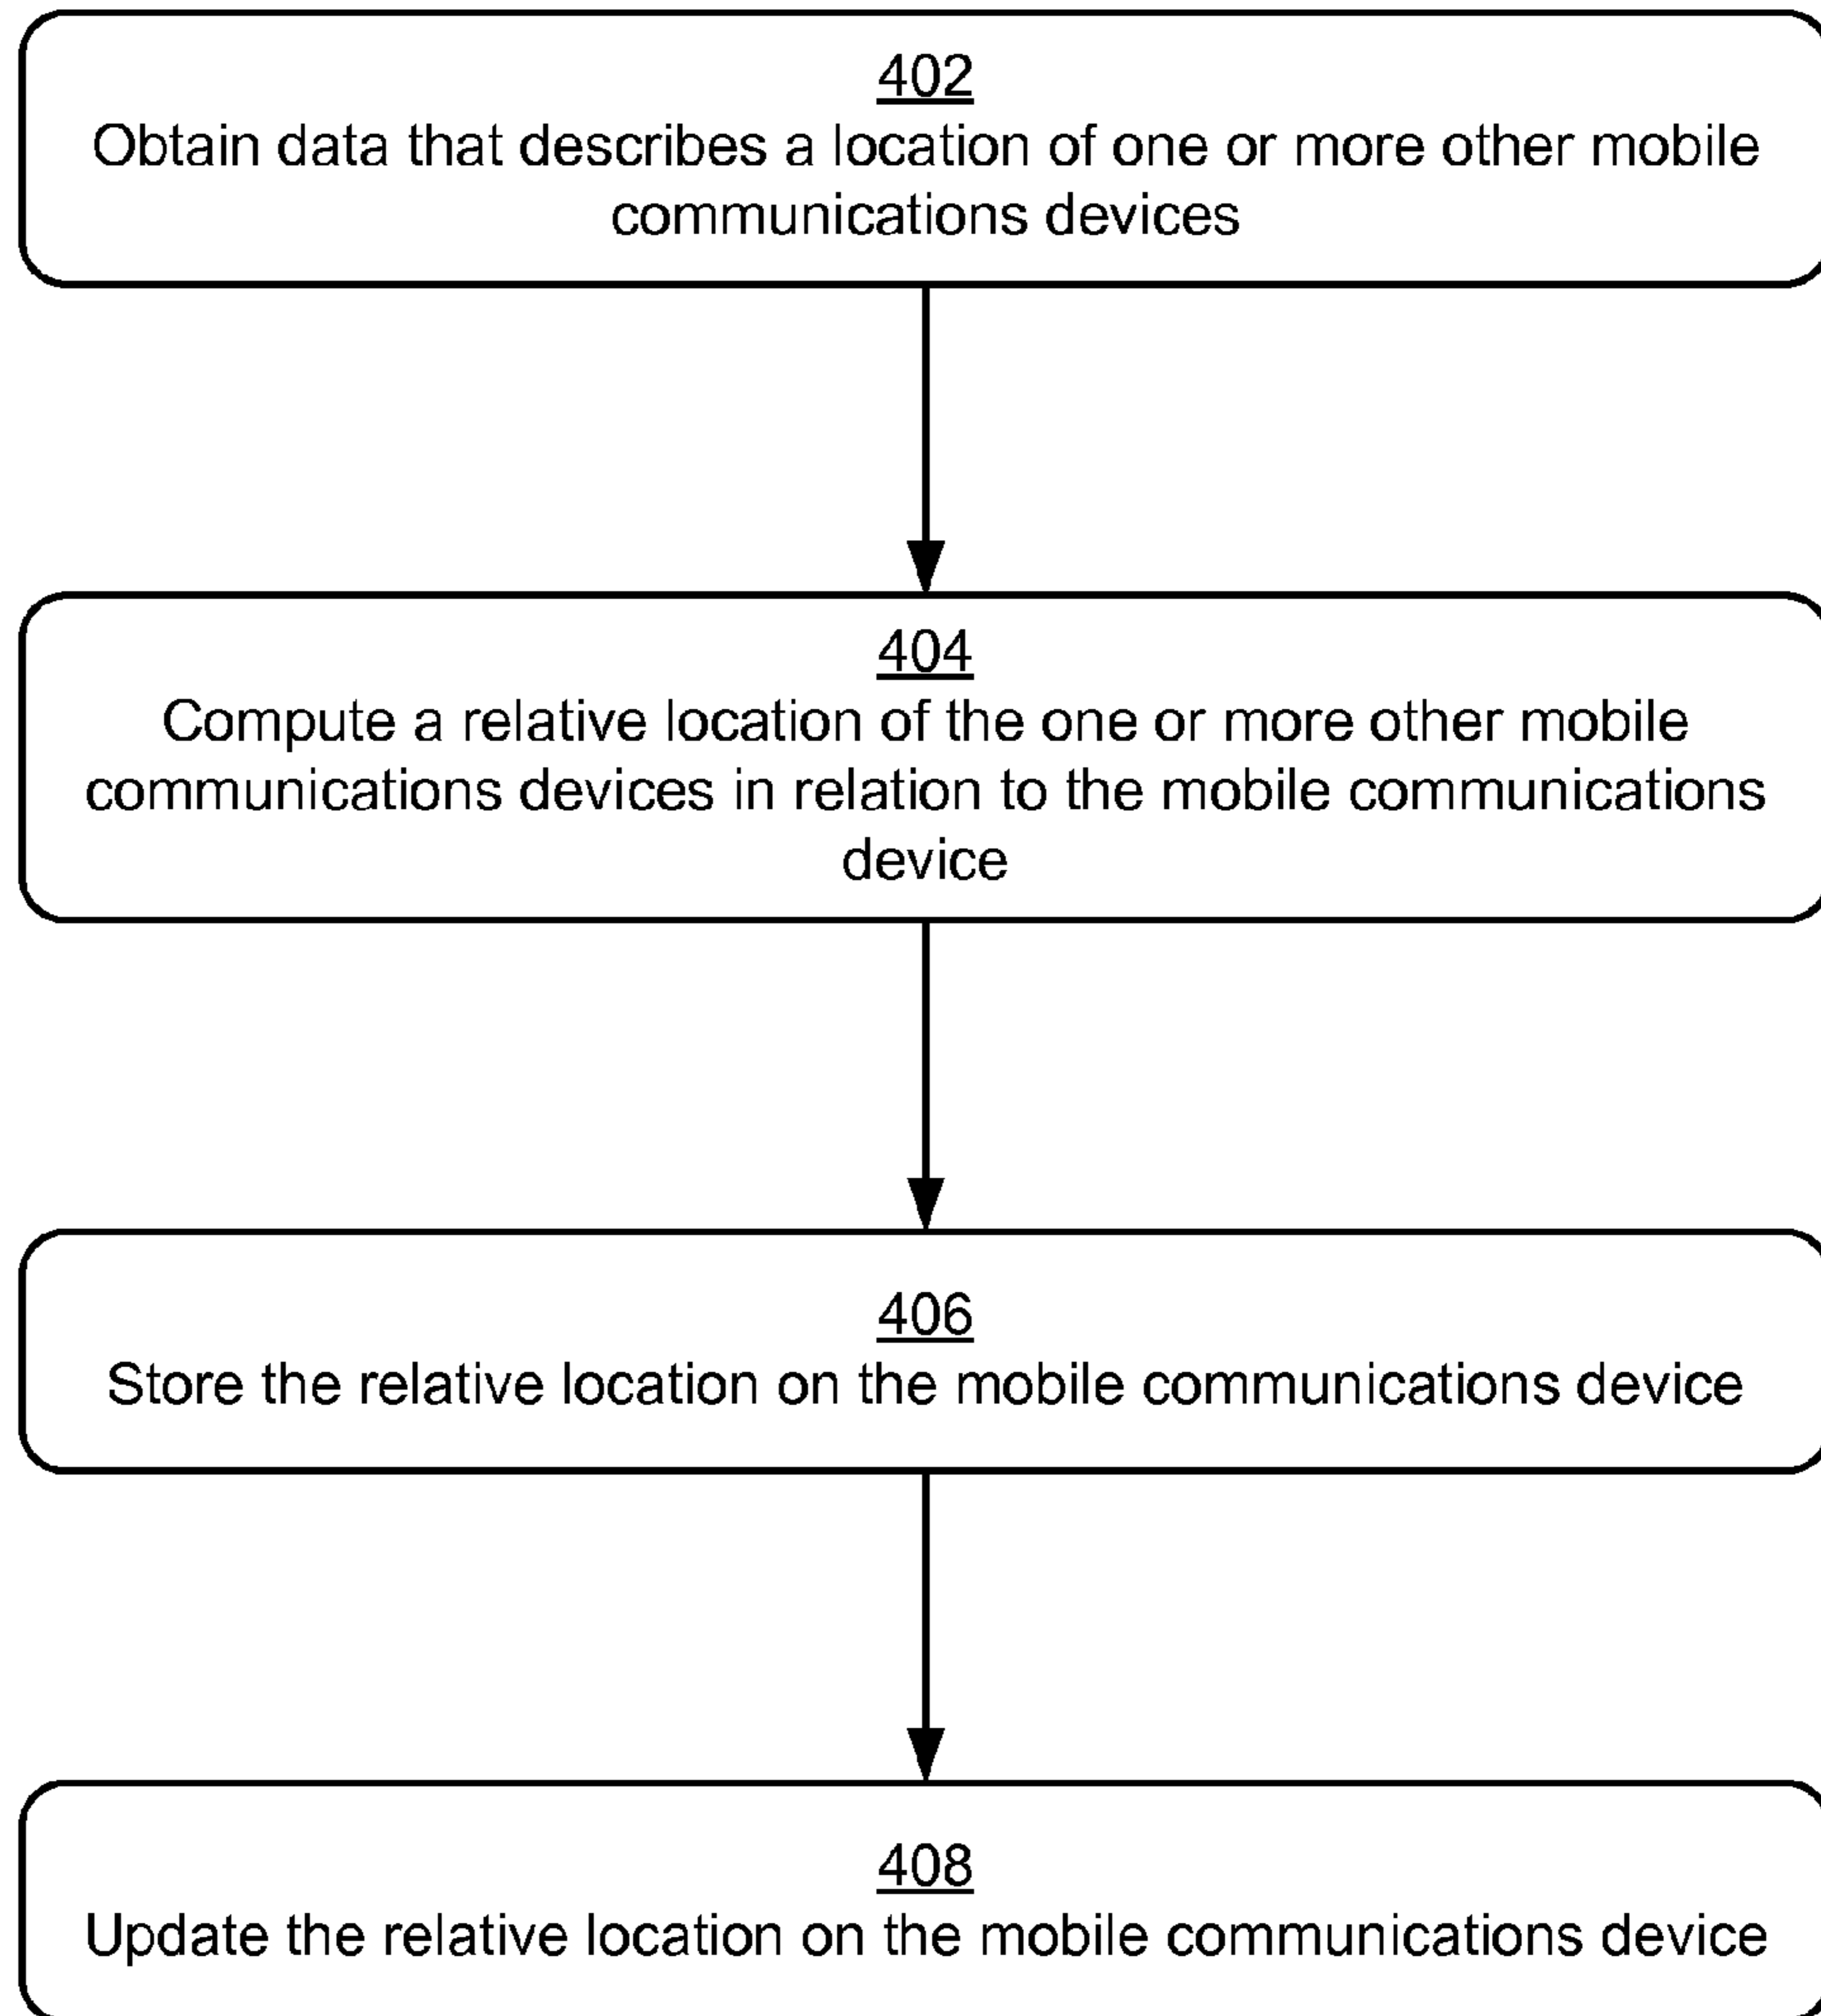 402
Obtain data that describes a location of one or more other mobile
communications devices
404
Compute a relative location of the one or more other mobile
communications devices in relation to the mobile communications
device
406
Store the relative location on the mobile communications device
408
Update the relative location on the mobile communications device